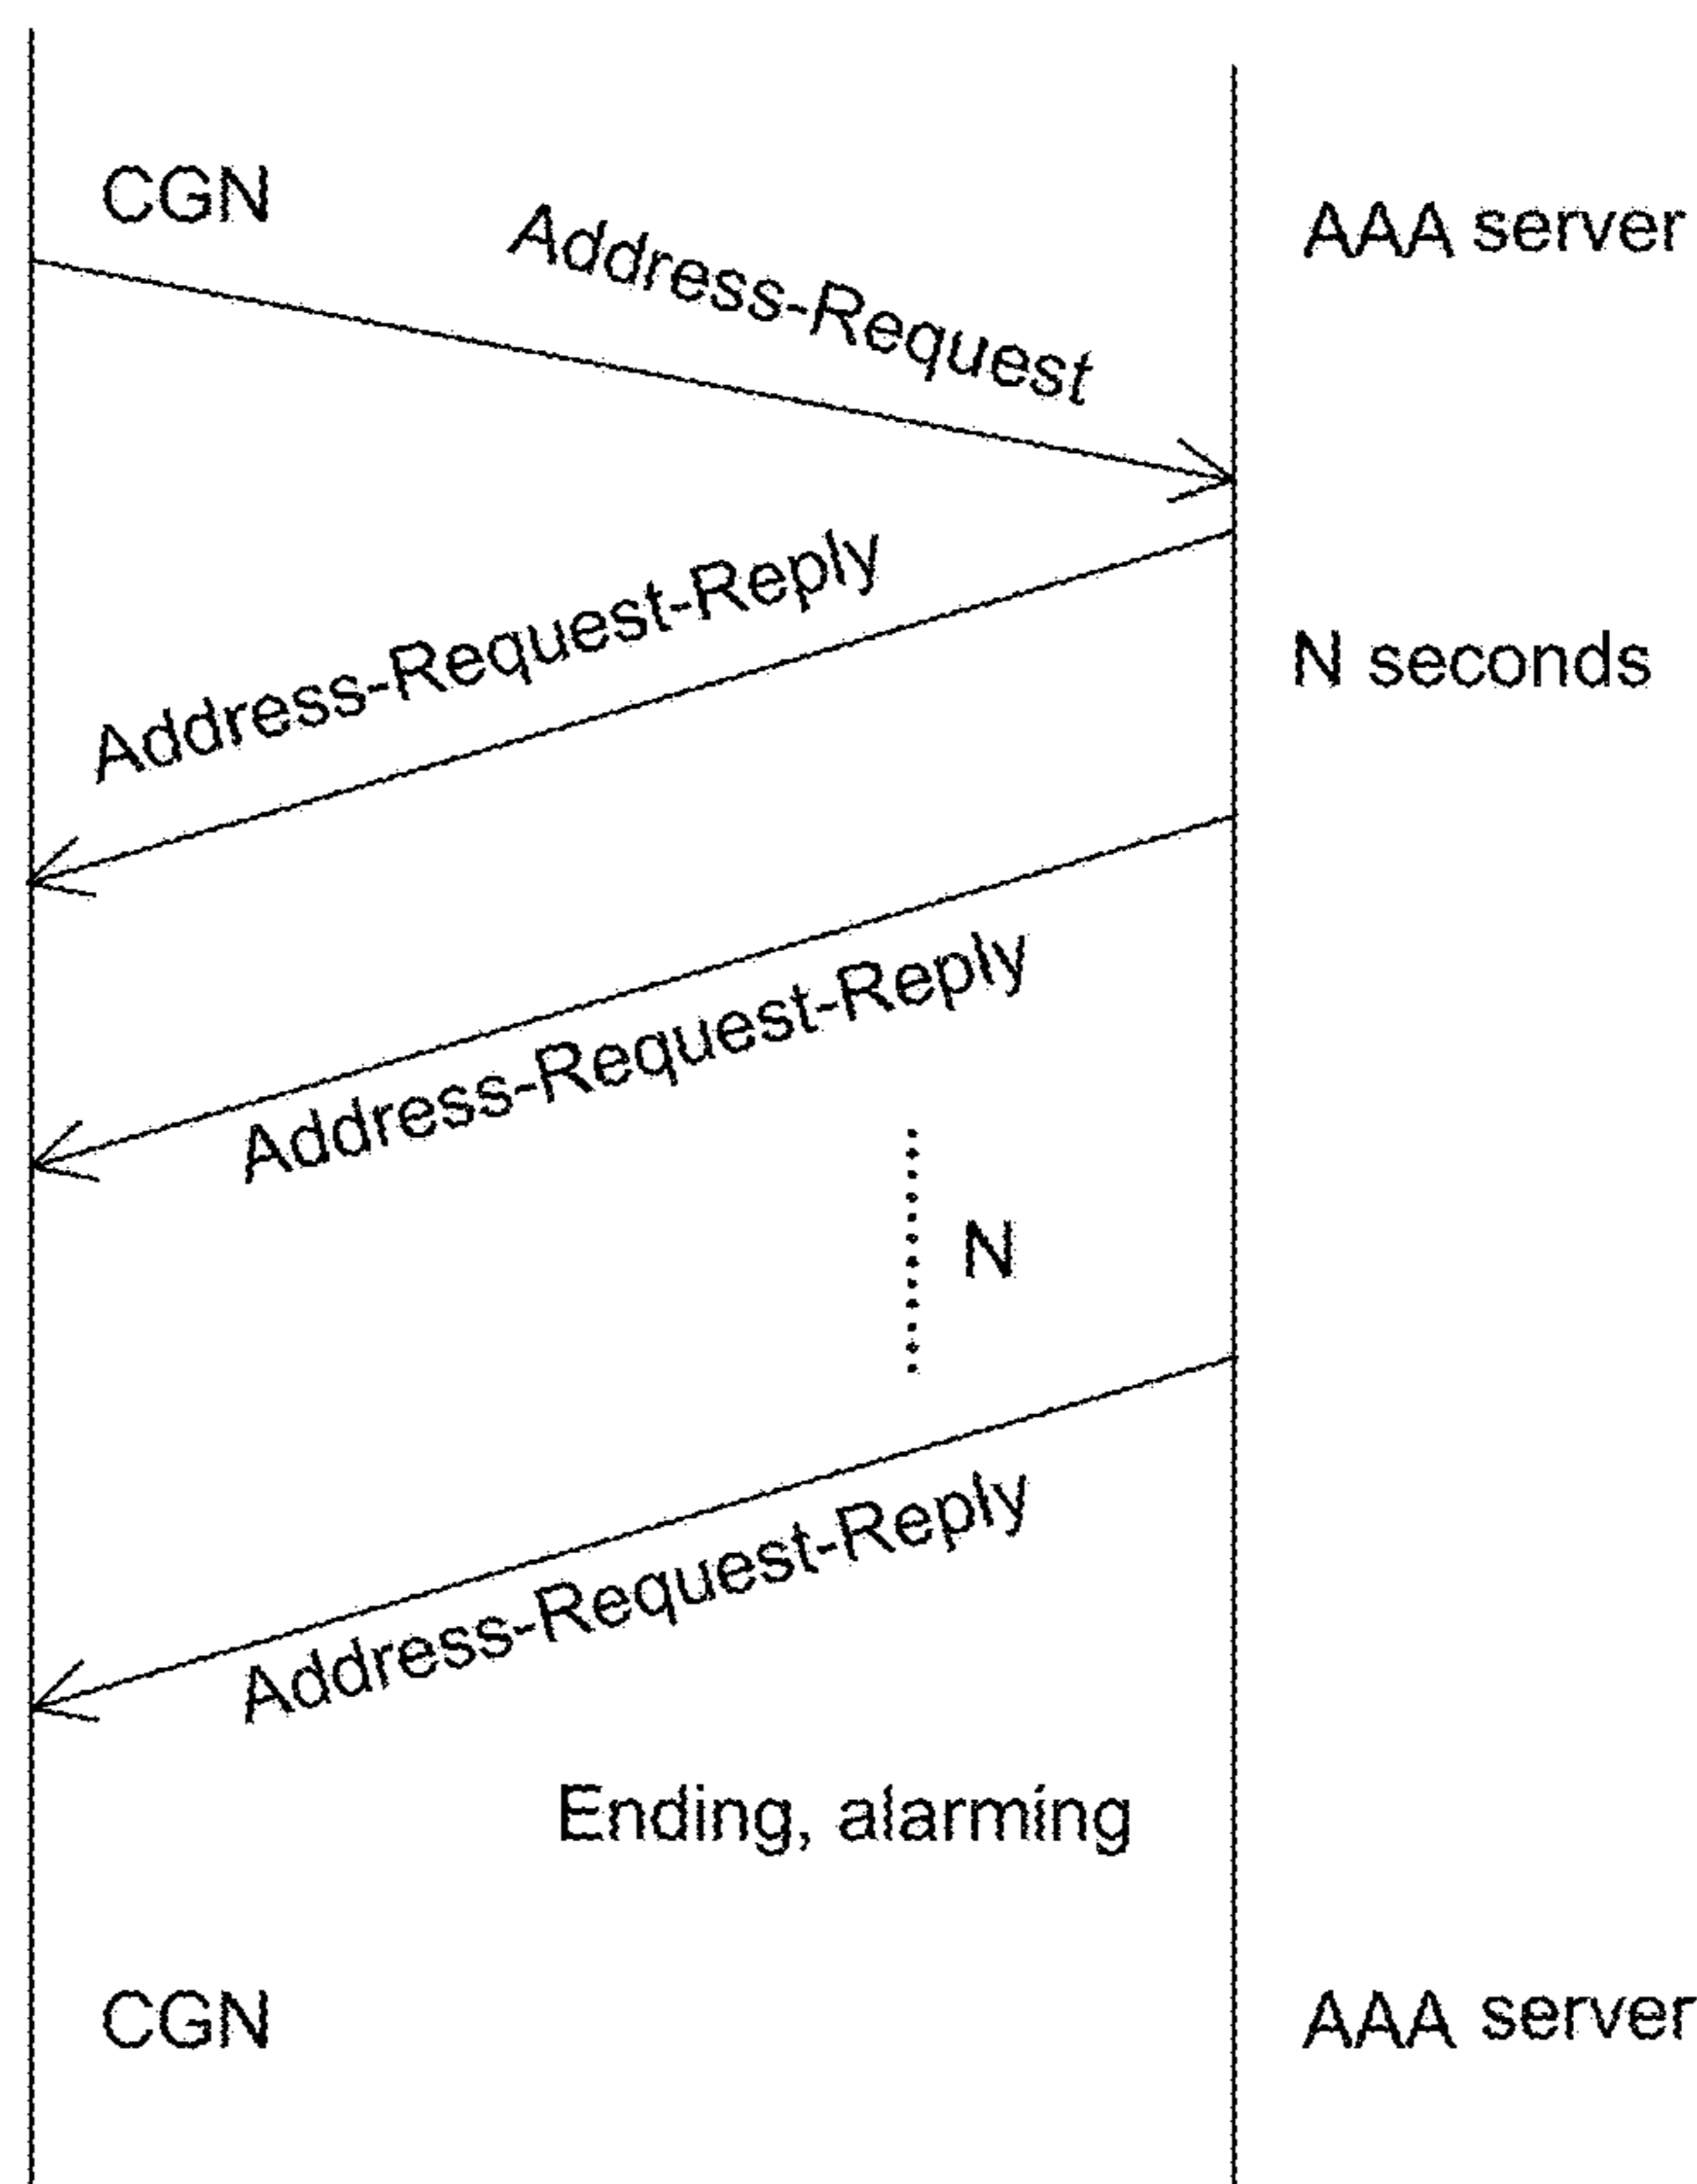 CGN
AAA server
Address-Request
Address-Request-Reply
N seconds
Address-Request-Reply
N
Address-Request-Reply
Ending, alarming
CGN
AAA server